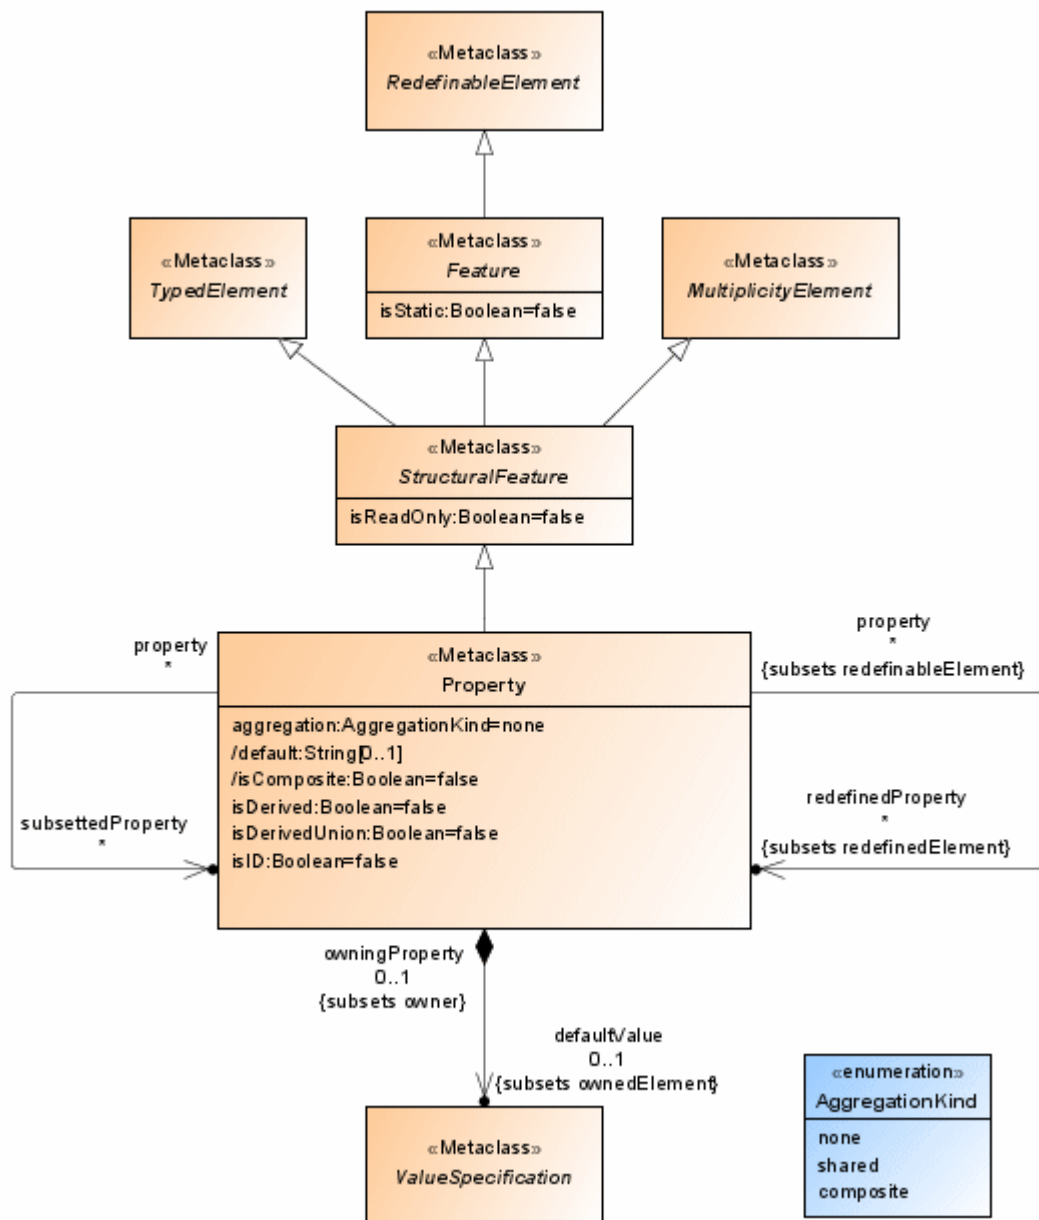 «Metaclass»
RedefinableElement
«Metaclass»
TypedElement
«Metaclass»
Feature
isStatic:Boolean=false
«Metaclass»
MultiplicityElement
«Metaclass»
StructuralFeature
isReadOnly:Boolean=false
property
*
subsettedProperty
*
«Metaclass»
Property
aggregation:AggregationKind=none
/default:String[0..1]
/isComposite:Boolean=false
isDerived:Boolean=false
isDerivedUnion:Boolean=false
isID:Boolean=false
property
*
{subsets redefinableElement}
redefinedProperty
*
{subsets redefinedElement}
owningProperty
0..1
{subsets owner}
defaultValue
0..1
{subsets ownedElement}
«Metaclass»
ValueSpecification
«enumeration»
AggregationKind
none
shared
composite